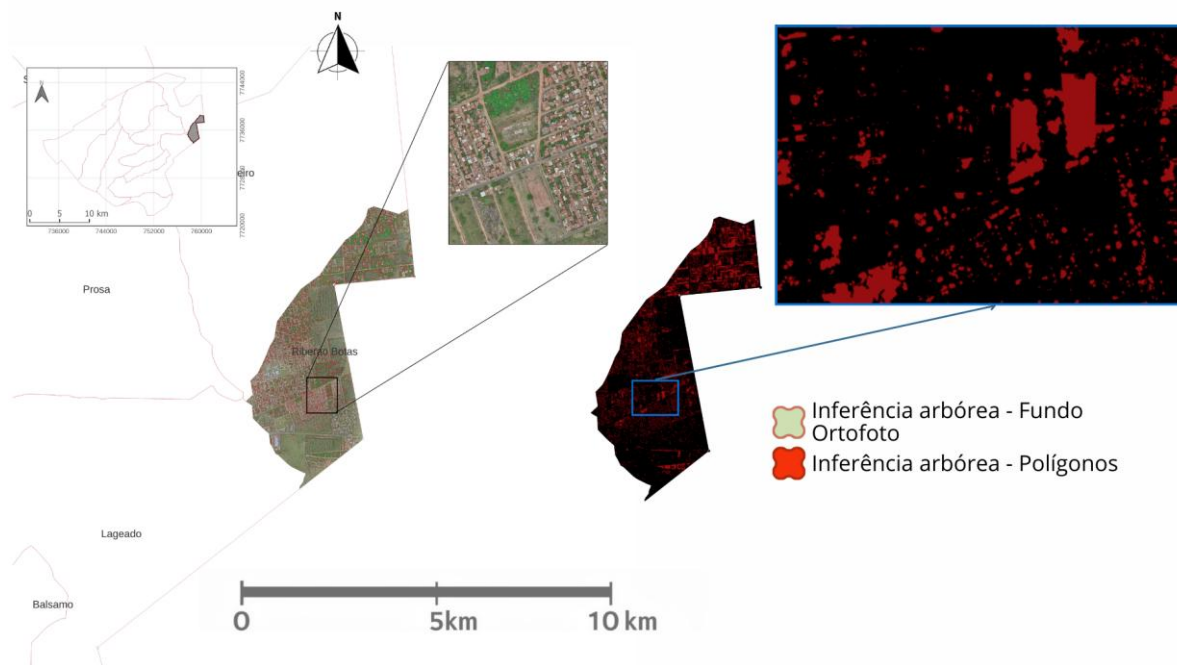 N
7744000
7736000
7728000
7720000
0 5 10 km
736000 744000 752000 760000
eiro
Prosa
Ribeirão Botas
Lageado
Balsamo
Inferência arbórea - Fundo
Ortofoto
Inferência arbórea - Polígonos
0 5km 10 km